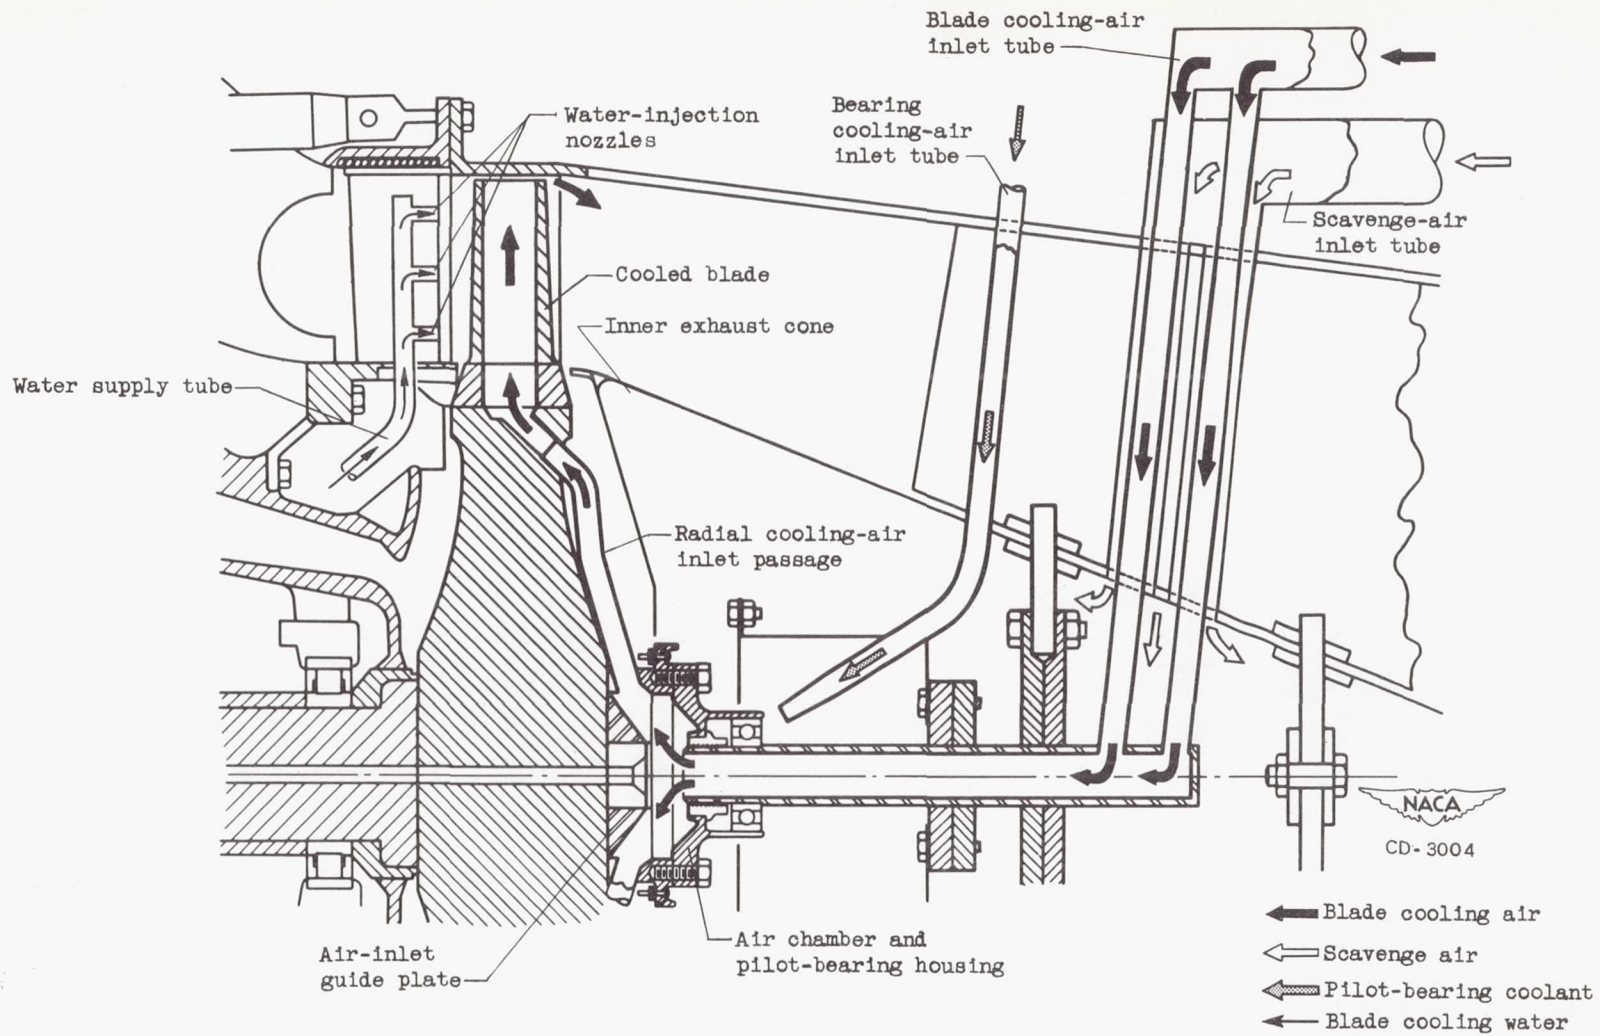 Blade cooling-air
inlet tube
Bearing
cooling-air
inlet tube
Water-injection
nozzles
Scavenge-air
inlet tube
Cooled blade
Inner exhaust cone
Water supply tube
Radial cooling-air
inlet passage
NACA
CD-3004
Blade cooling air
Air chamber and
pilot-bearing housing
Air-inlet
guide plate
Scavenge air
Pilot-bearing coolant
Blade cooling water